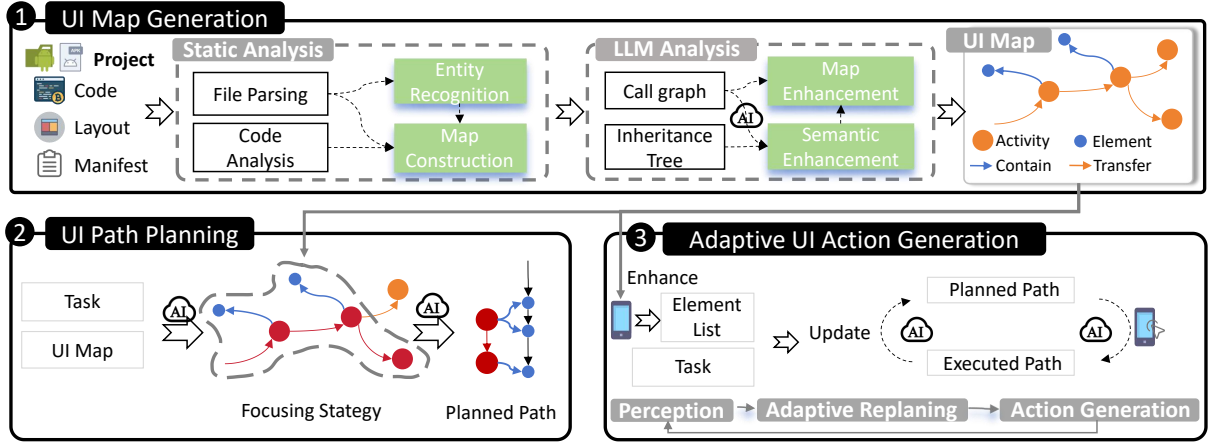 1 UI Map Generation
Project
Code
Layout
Manifest
Static Analysis
File Parsing
Code
Analysis
Entity
Recognition
Map
Construction
LLM Analysis
Call graph
Inheritance
Tree
AI
Map
Enhancement
Semantic
Enhancement
UI Map
Activity
Element
Contain
Transfer
2 UI Path Planning
Task
UI Map
AI
Focusing Stategy
AI
Planned Path
3 Adaptive UI Action Generation
Enhance
Element
List
Task
Update
Planned Path
AI
AI
Executed Path
Perception
Adaptive Replaning
Action Generation